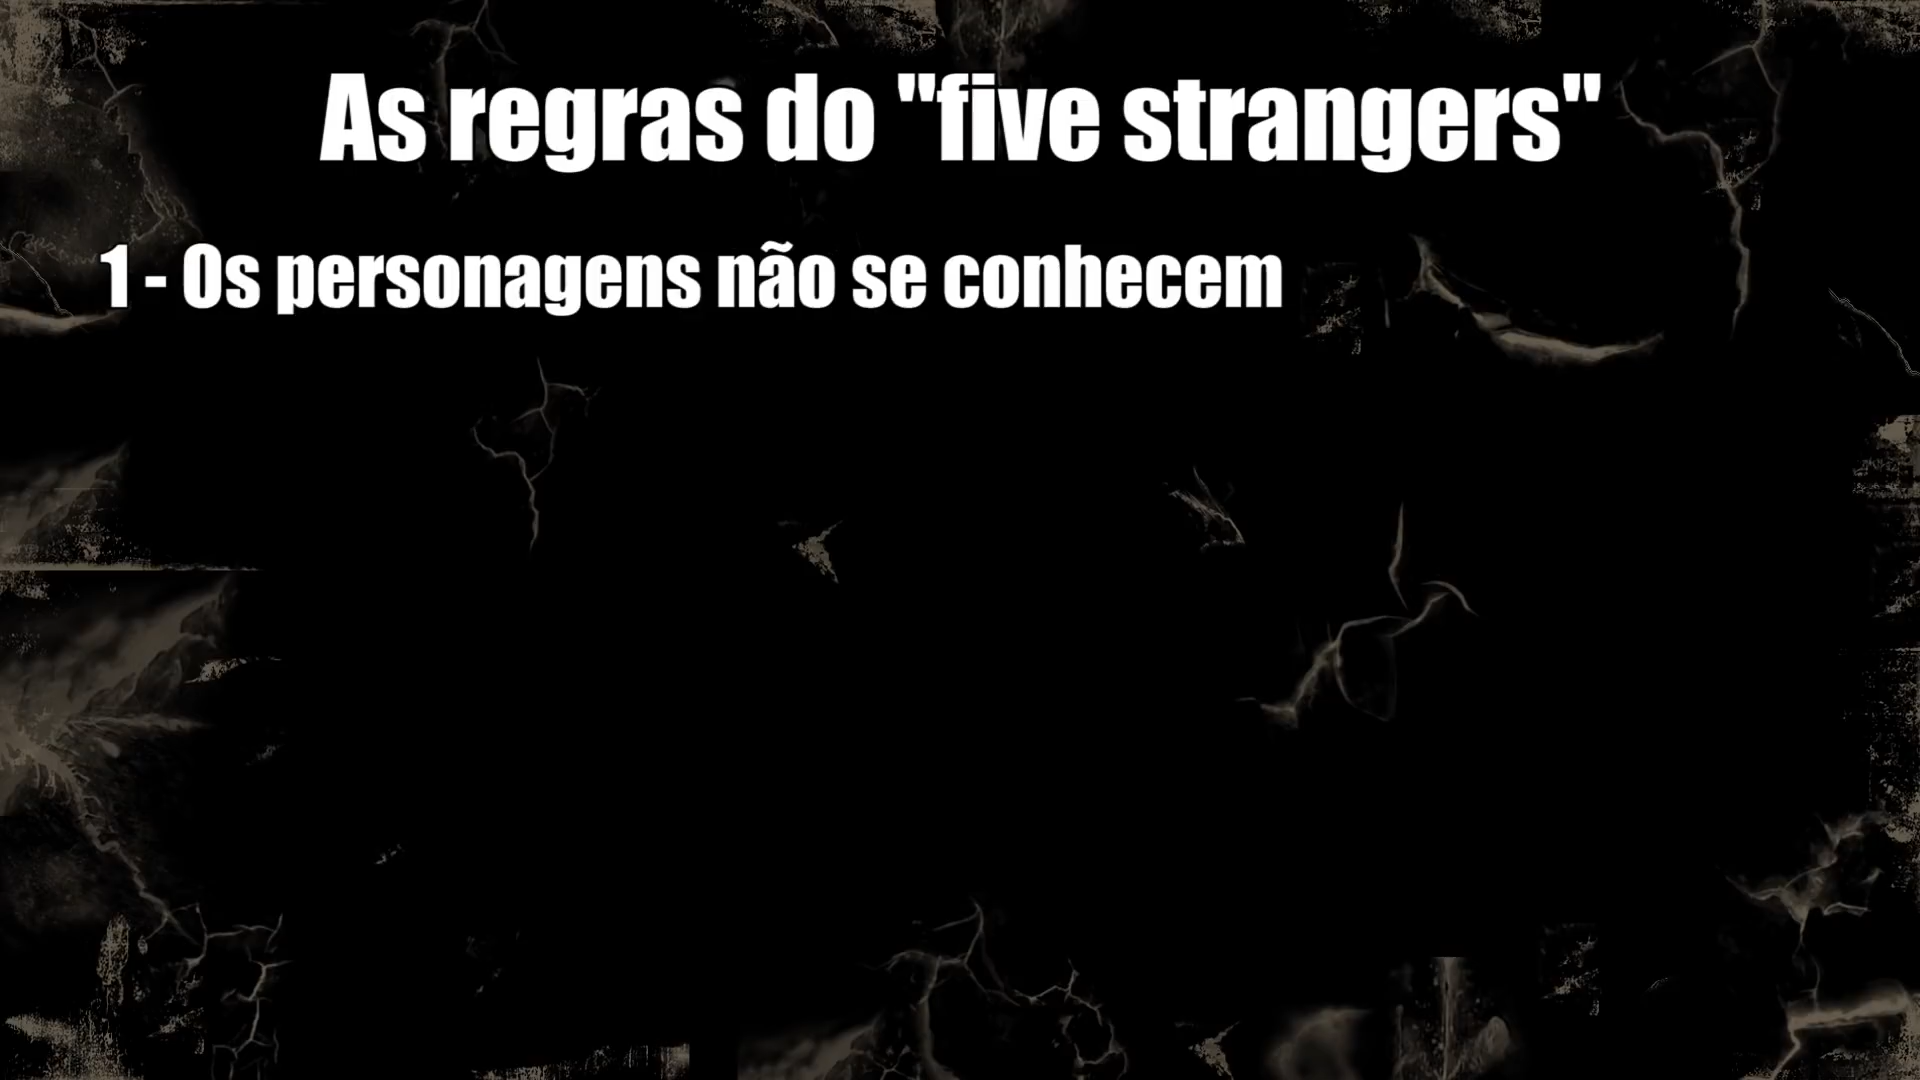 As regras do "five strangers"
1 - Os personagens não se conhecem